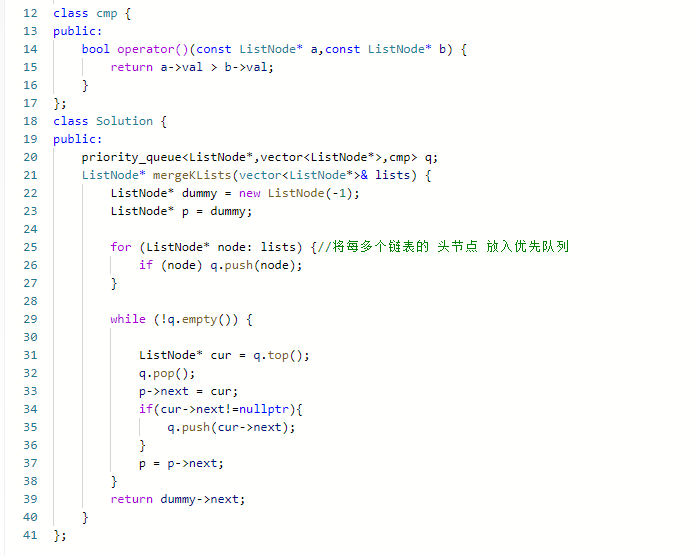 12 class cmp {
13 public:
14     bool operator()(const ListNode* a,const ListNode* b) {
15         return a->val > b->val;
16     }
17 };
18 class Solution {
19 public:
20     priority_queue<ListNode*,vector<ListNode*>,cmp> q;
21     ListNode* mergeKLists(vector<ListNode*>& lists) {
22         ListNode* dummy = new ListNode(-1);
23         ListNode* p = dummy;
24
25         for (ListNode* node: lists) {//将每多个链表的 头节点 放入优先队列
26             if (node) q.push(node);
27         }
28
29         while (!q.empty()) {
30
31             ListNode* cur = q.top();
32             q.pop();
33             p->next = cur;
34             if(cur->next!=nullptr){
35                 q.push(cur->next);
36             }
37             p = p->next;
38         }
39         return dummy->next;
40     }
41 };